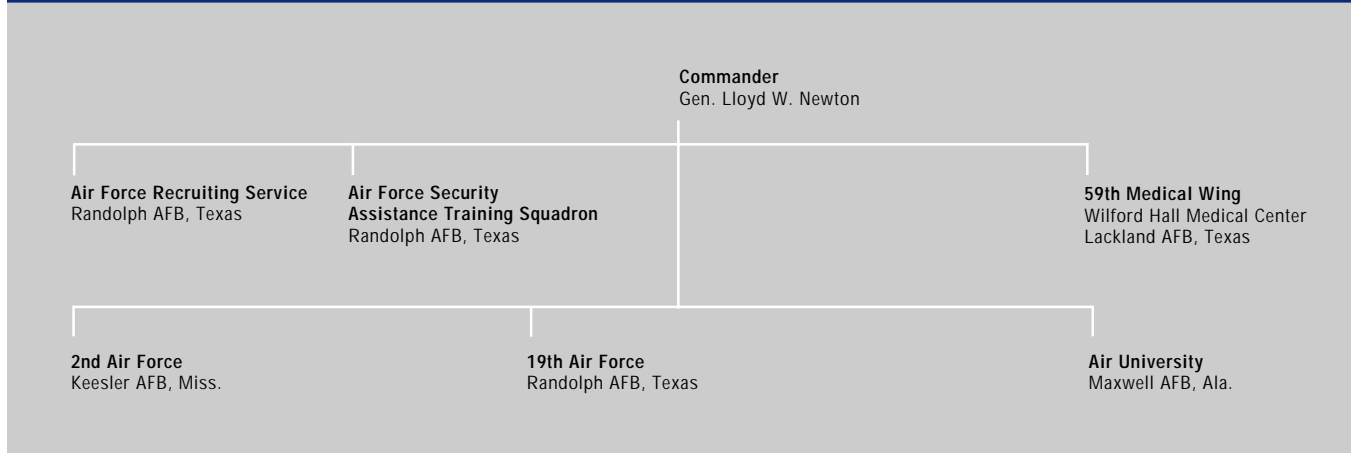 Commander
Gen. Lloyd W. Newton
Air Force Recruiting Service
Randolph AFB, Texas
Air Force Security
Assistance Training Squadron
Randolph AFB, Texas
59th Medical Wing
Wilford Hall Medical Center
Lackland AFB, Texas
2nd Air Force
Keesler AFB, Miss.
19th Air Force
Randolph AFB, Texas
Air University
Maxwell AFB, Ala.